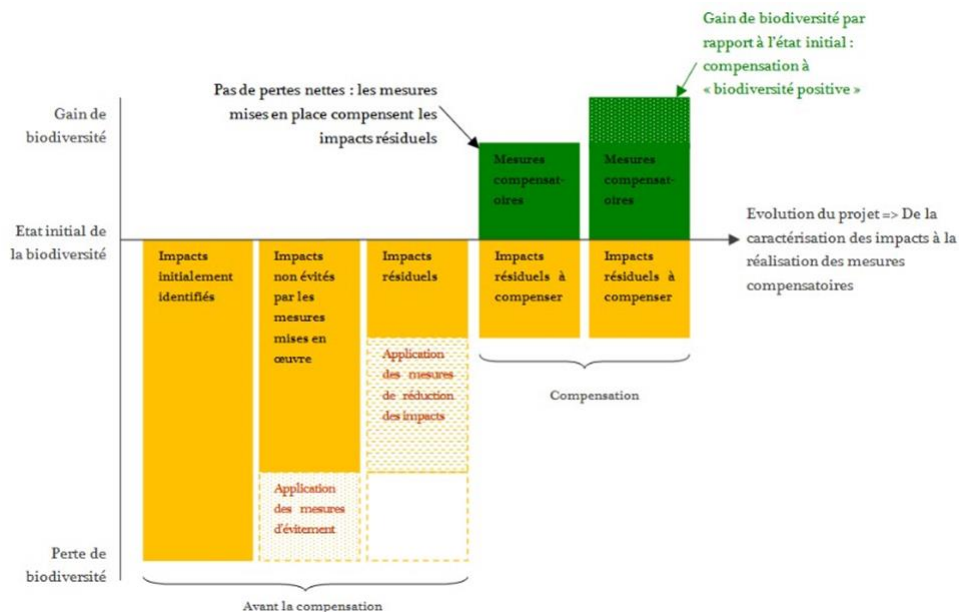 Gain de biodiversité par
rapport à l'état initial :
compensation à
« biodiversité positive »
Pas de pertes nettes : les mesures
mises en place compensent les
impacts résiduels
Gain de
biodiversité
Mesures
compensat-
oires
Mesures
compensat-
oires
Etat initial de
la biodiversité
Evolution du projet => De la
caractérisation des impacts à la
réalisation des mesures
compensatoires
Impacts
initialement
identifiés
Impacts
non évités
par les
mesures
mises en
œuvre
Impacts
résiduels
Impacts
résiduels à
compenser
Impacts
résiduels à
compenser
Application
des mesures
de réduction
des impacts
Compensation
Application
des mesures
d'évitement
Perte de
biodiversité
Avant la compensation